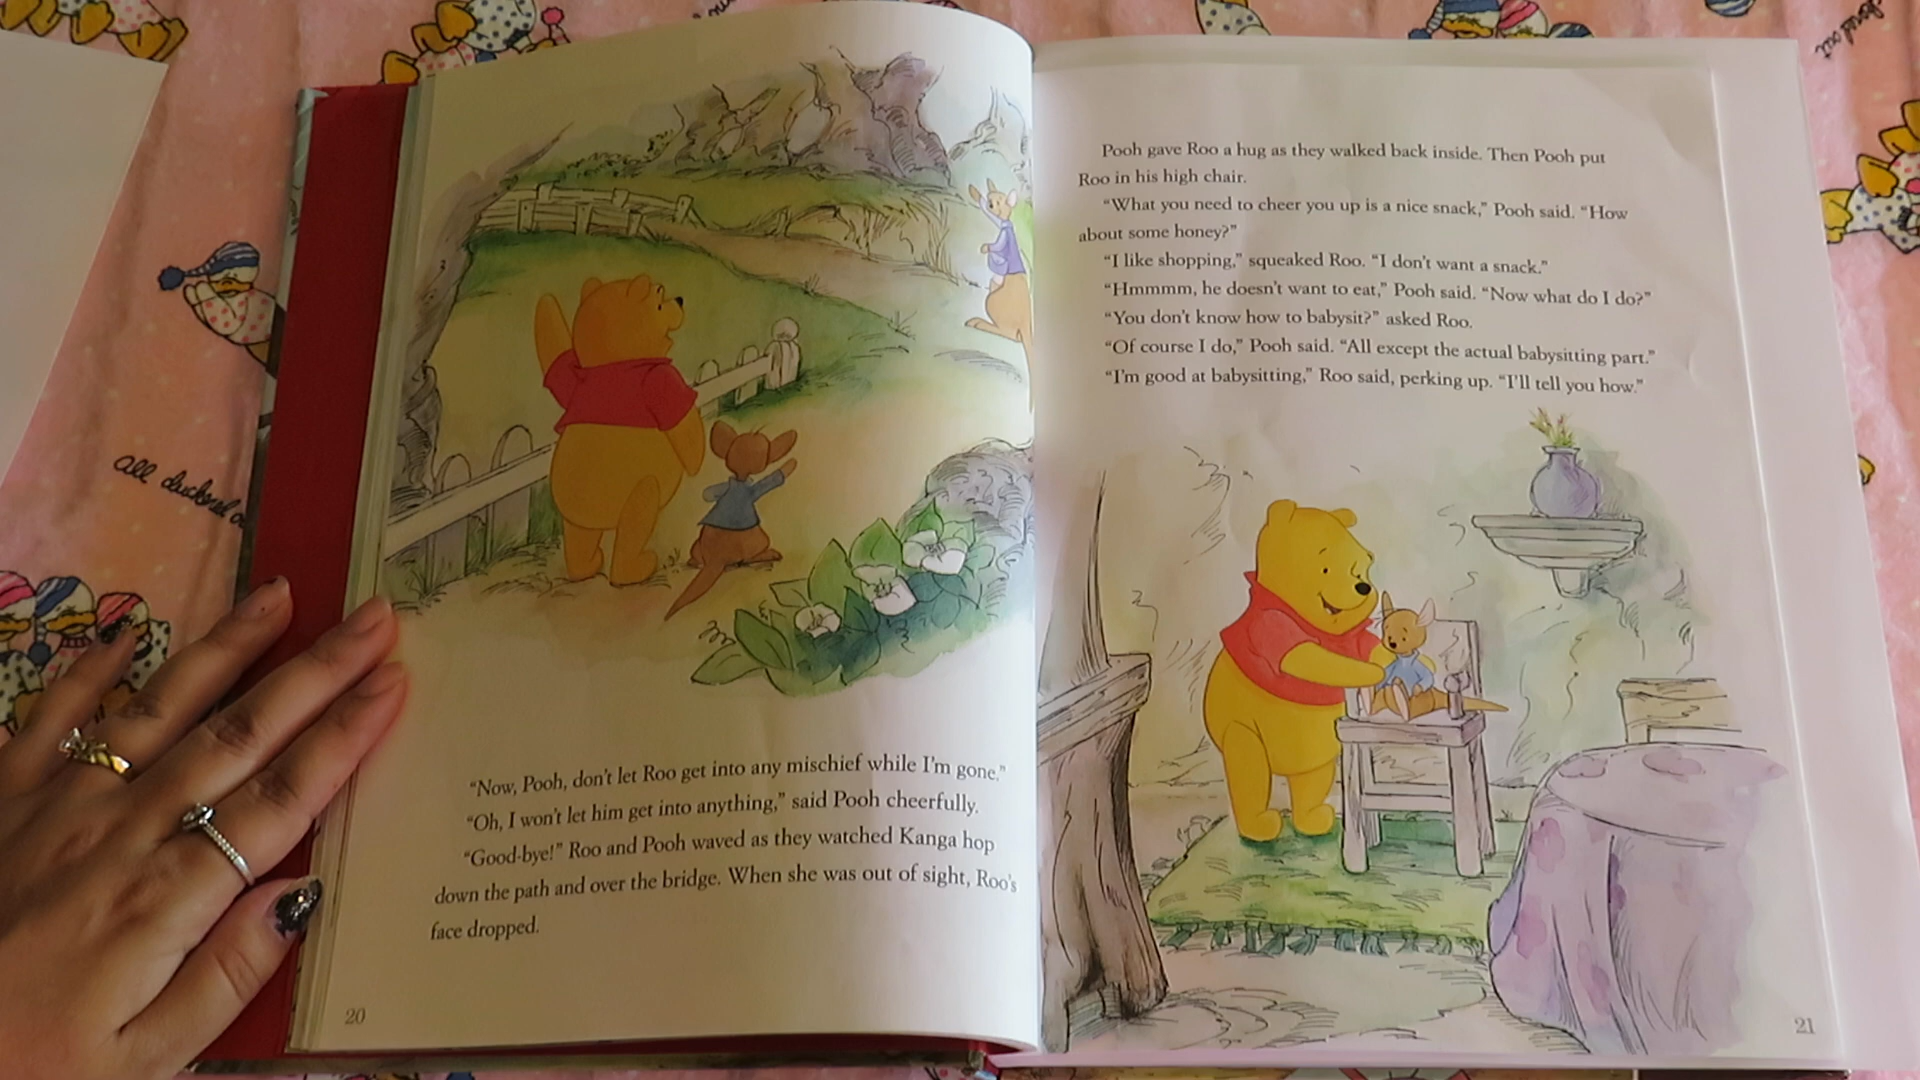 "Now, Pooh, don't let Roo get into any mischief while I'm gone."
"Oh, I won't let him get into anything," said Pooh cheerfully.
"Good-bye!" Roo and Pooh waved as they watched Kanga hop
down the path and over the bridge. When she was out of sight, Roo's
face dropped.
20
Pooh gave Roo a hug as they walked back inside. Then Pooh put
Roo in his high chair.
"What you need to cheer you up is a nice snack," Pooh said. "How
about some honey?"
"I like shopping," squeaked Roo. "I don't want a snack."
"Hmmmm, he doesn't want to eat," Pooh said. "Now what do I do?"
"You don't know how to babysit?" asked Roo.
"Of course I do," Pooh said. "All except the actual babysitting part."
"I'm good at babysitting," Roo said, perking up. "I'll tell you how."
21
all ducked o
out